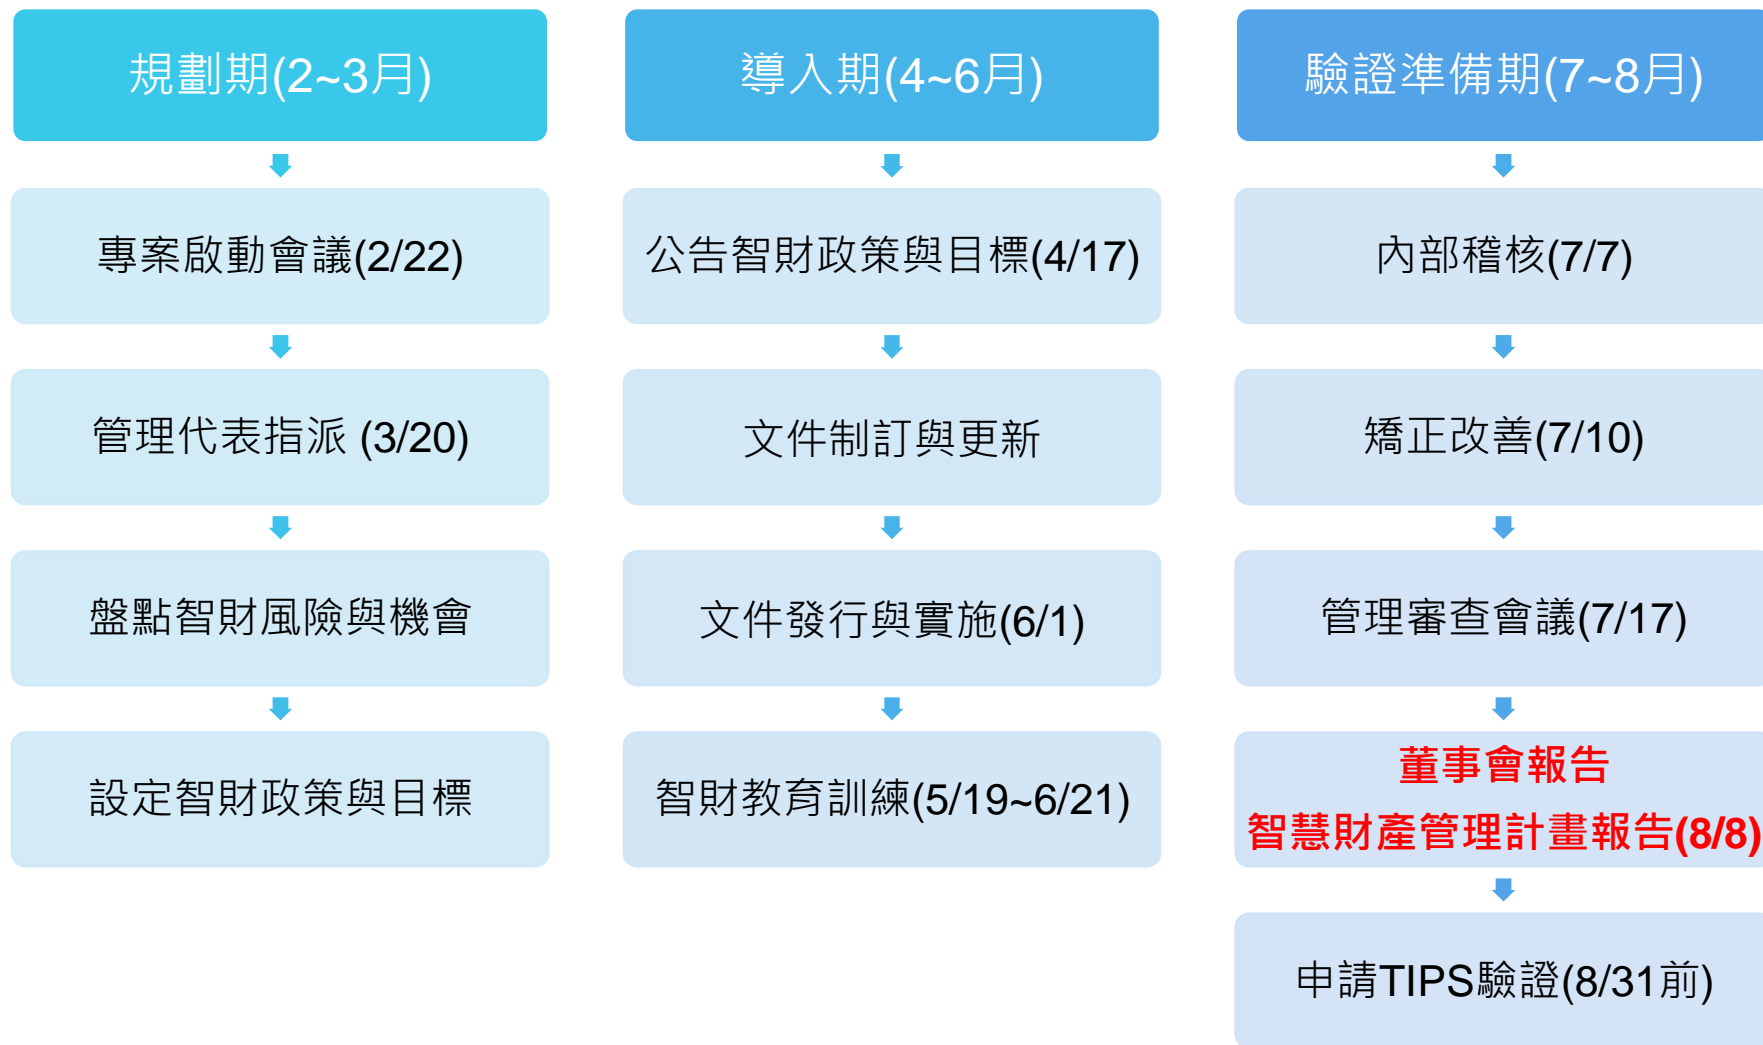 規劃期(2~3月)
專案啟動會議(2/22)
管理代表指派 (3/20)
盤點智財風險與機會
設定智財政策與目標
導入期(4~6月)
公告智財政策與目標(4/17)
文件制訂與更新
文件發行與實施(6/1)
智財教育訓練(5/19~6/21)
驗證準備期(7~8月)
內部稽核(7/7)
矯正改善(7/10)
管理審查會議(7/17)
董事會報告
智慧財產管理計畫報告(8/8)
申請TIPS驗證(8/31前)